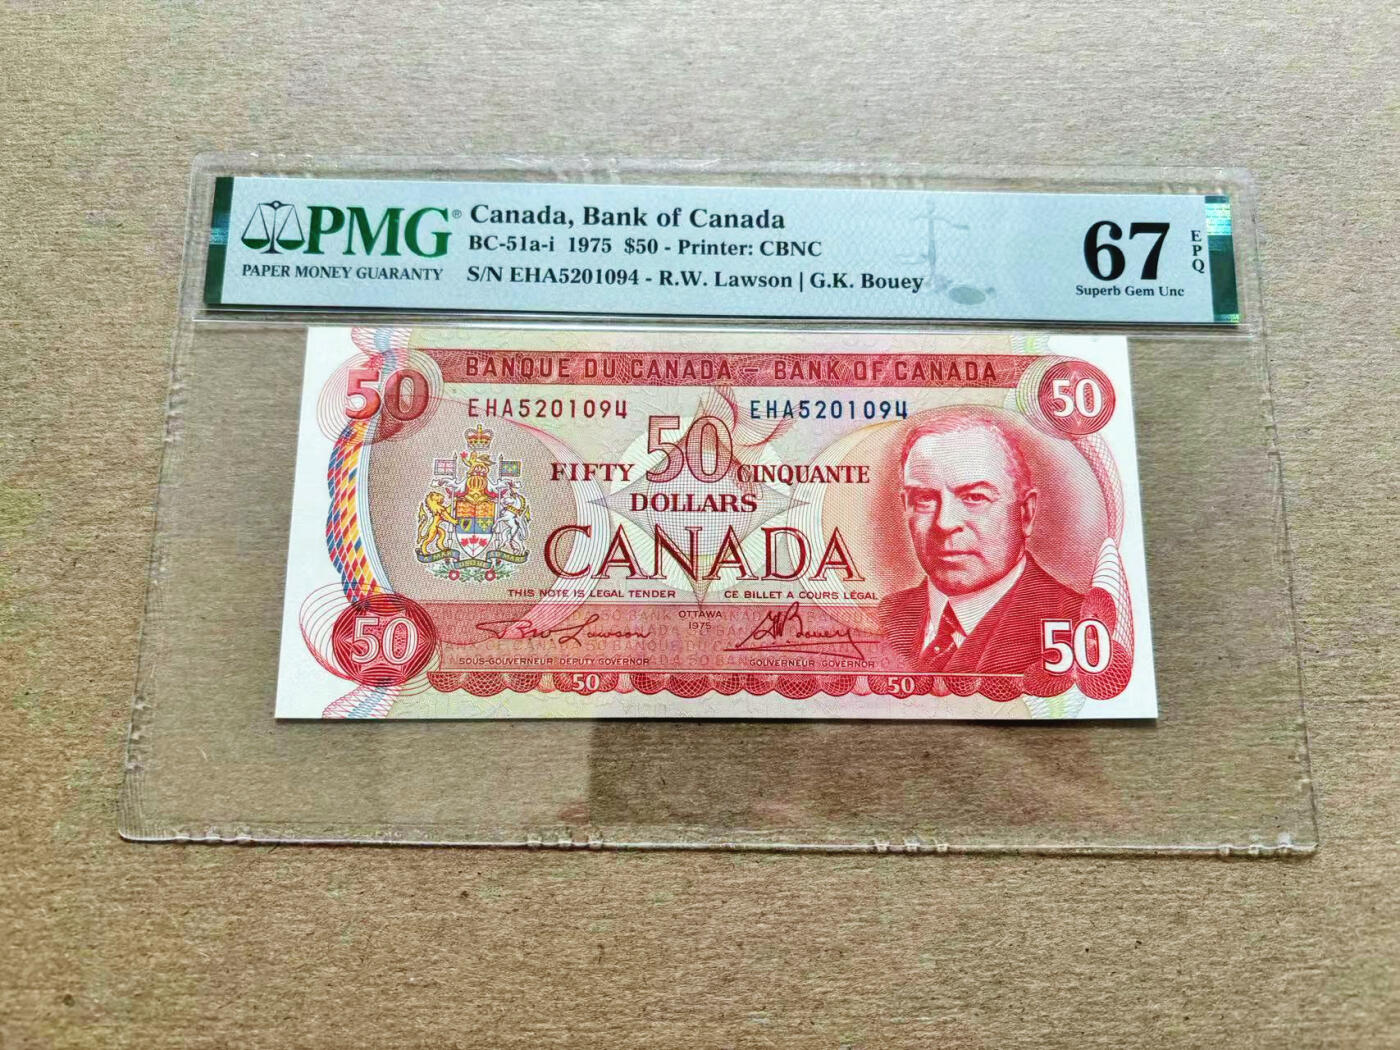 PMG®
PAPER MONEY GUARANTY
Canada, Bank of Canada
BC-51a-i 1975 $50 - Printer: CBNC
S/N EHA5201094 - R.W. Lawson | G.K. Bouey
67
EPQ
Superb Gem Unc
50
BANQUE DU CANADA – BANK OF CANADA
50
EHA5201094
EHA5201094
50
FIFTY
CINQUANTE
DOLLARS
CANADA
THIS NOTE IS LEGAL TENDER
CE BILLET A COURS LÉGAL
OTTAWA
1975
50
R W Lawson
G K Bouey
50
SOUS-GOUVERNEUR DEPUTY GOVERNOR
GOUVERNEUR-GOVERNOR
50
50